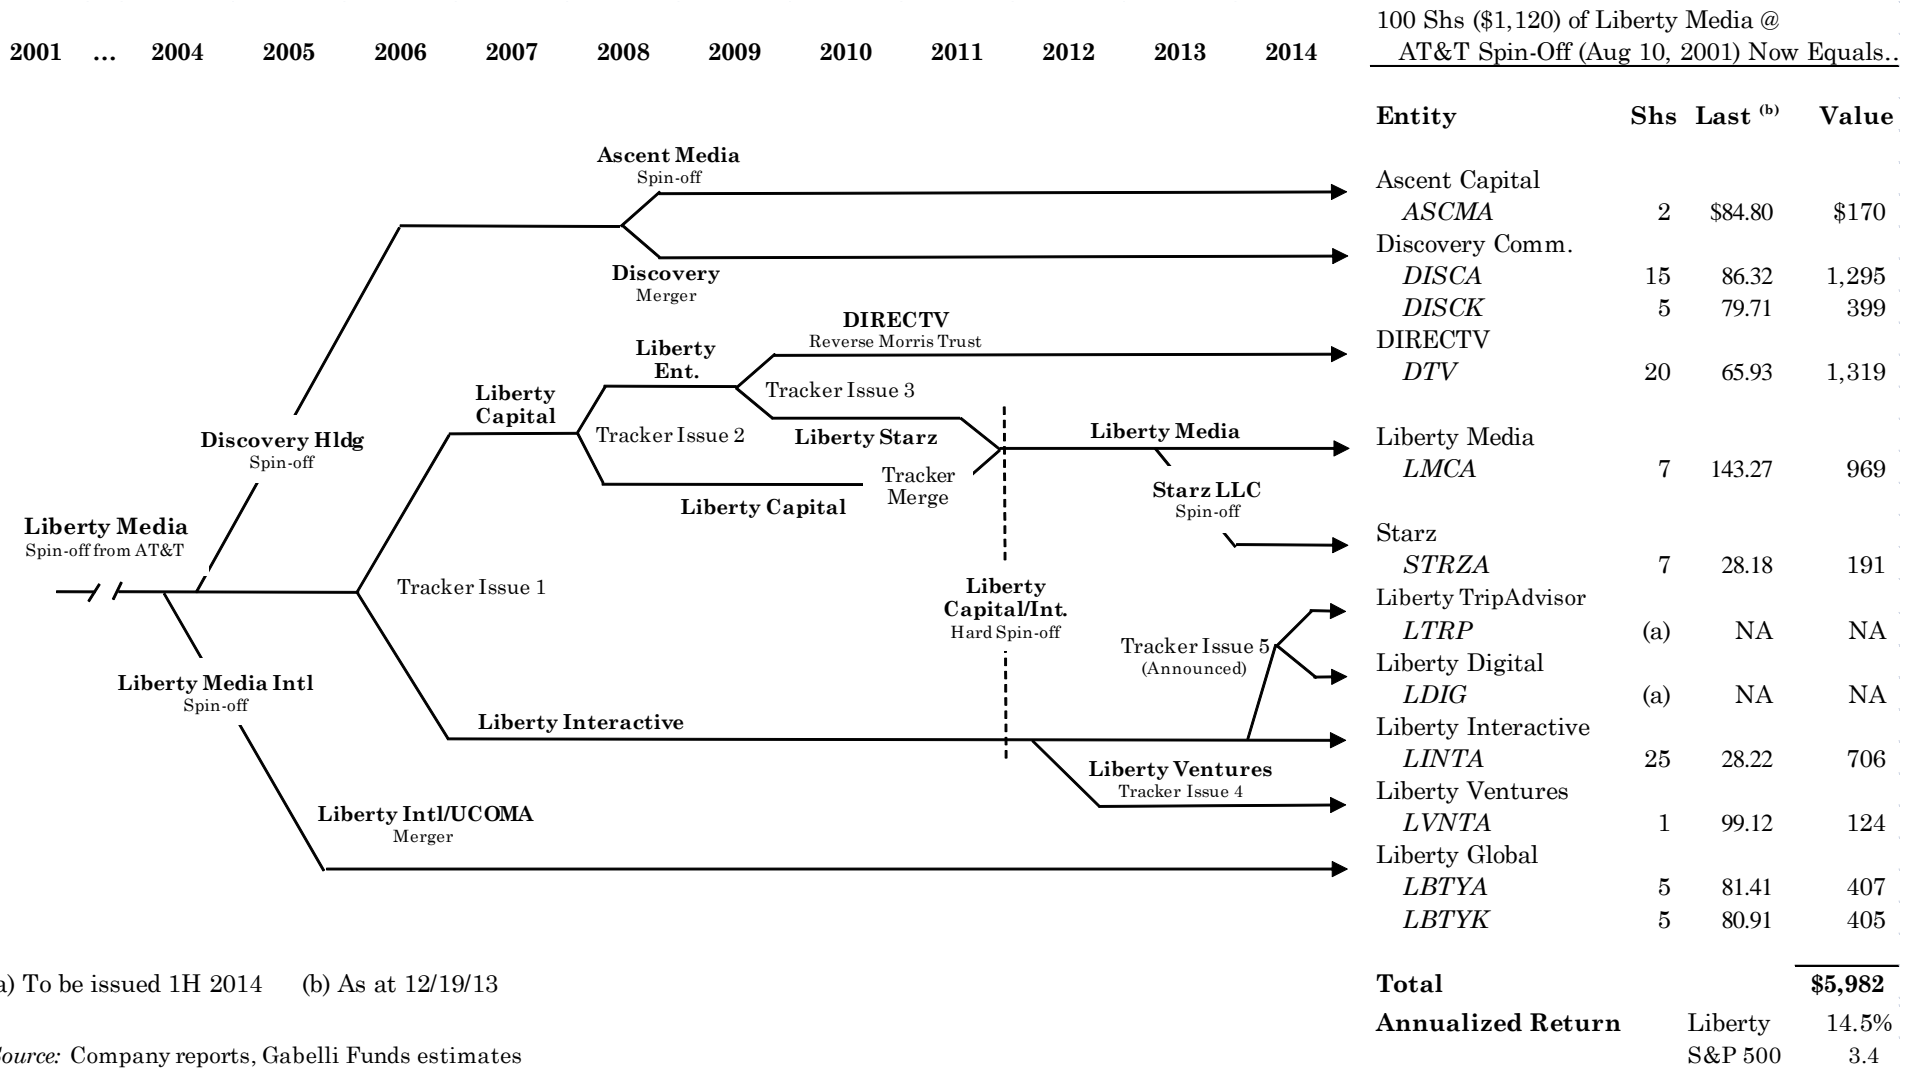 100 Shs ($1,120) of Liberty Media @
AT&T Spin-Off (Aug 10, 2001) Now Equals..
2001 ... 2004 2005 2006 2007 2008 2009 2010 2011 2012 2013 2014
Entity Shs Last (b) Value
Ascent Media
Spin-off
Discovery
Merger
DIRECTV
Reverse Morris Trust
Liberty
Ent.
Tracker Issue 3
Liberty
Capital
Tracker Issue 2
Liberty Starz
Liberty Media
Discovery Hldg
Spin-off
Tracker
Merge
Liberty Capital
Starz LLC
Spin-off
Liberty Media
Spin-off from AT&T
Tracker Issue 1
Liberty
Capital/Int.
Hard Spin-off
Tracker Issue 5
(Announced)
Liberty Media Intl
Spin-off
Liberty Interactive
Liberty Ventures
Tracker Issue 4
Liberty Intl/UCOMA
Merger
Ascent Capital
ASCMA 2 $84.80 $170
Discovery Comm.
DISCA 15 86.32 1,295
DISCK 5 79.71 399
DIRECTV
DTV 20 65.93 1,319
Liberty Media
LMCA 7 143.27 969
Starz
STRZA 7 28.18 191
Liberty TripAdvisor
LTRP (a) NA NA
Liberty Digital
LDIG (a) NA NA
Liberty Interactive
LINTA 25 28.22 706
Liberty Ventures
LVNTA 1 99.12 124
Liberty Global
LBTYA 5 81.41 407
LBTYK 5 80.91 405
Total $5,982
Annualized Return Liberty 14.5%
S&P 500 3.4
a) To be issued 1H 2014 (b) As at 12/19/13
ource: Company reports, Gabelli Funds estimates